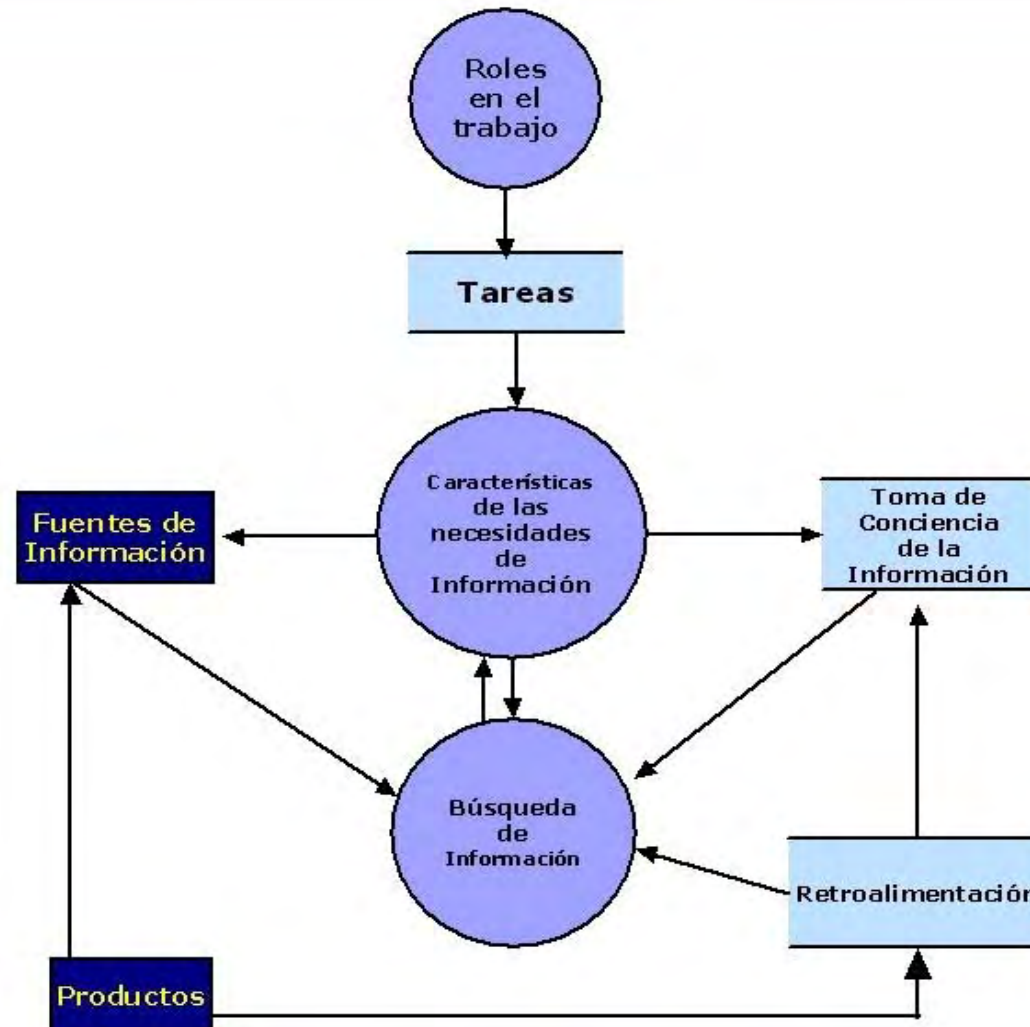 Roles
en el
trabajo
Tareas
Características
de las
necesidades
de
Información
Fuentes de
Información
Toma de
Conciencia
de la
Información
Búsqueda
de
Información
Retroalimentación
Productos